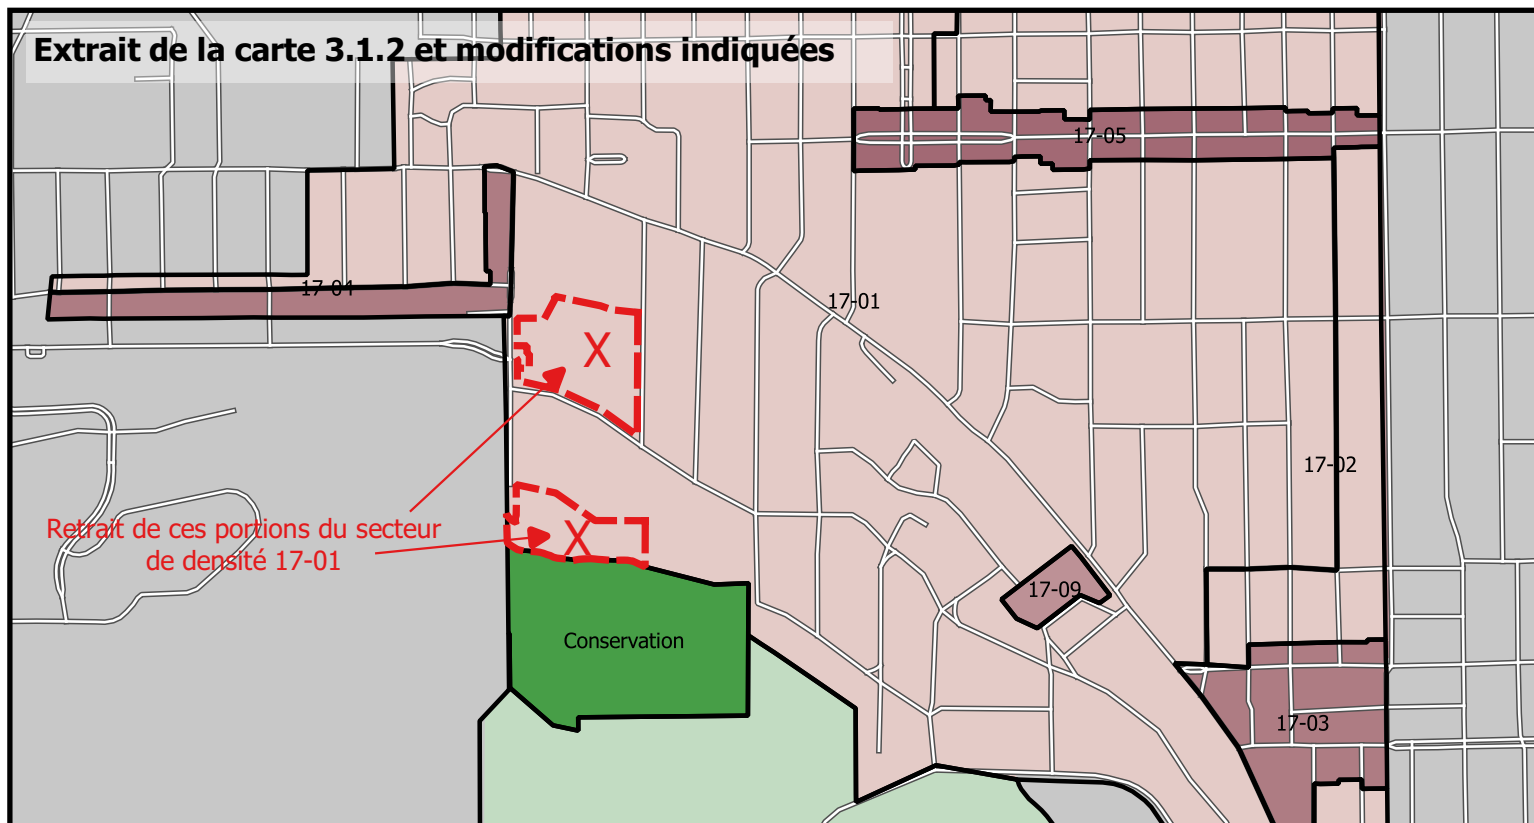 Extrait de la carte 3.1.2 et modifications indiquées
17-05
17-04
17-01
X
17-02
Retrait de ces portions du secteur
de densité 17-01
X
17-09
Conservation
17-03